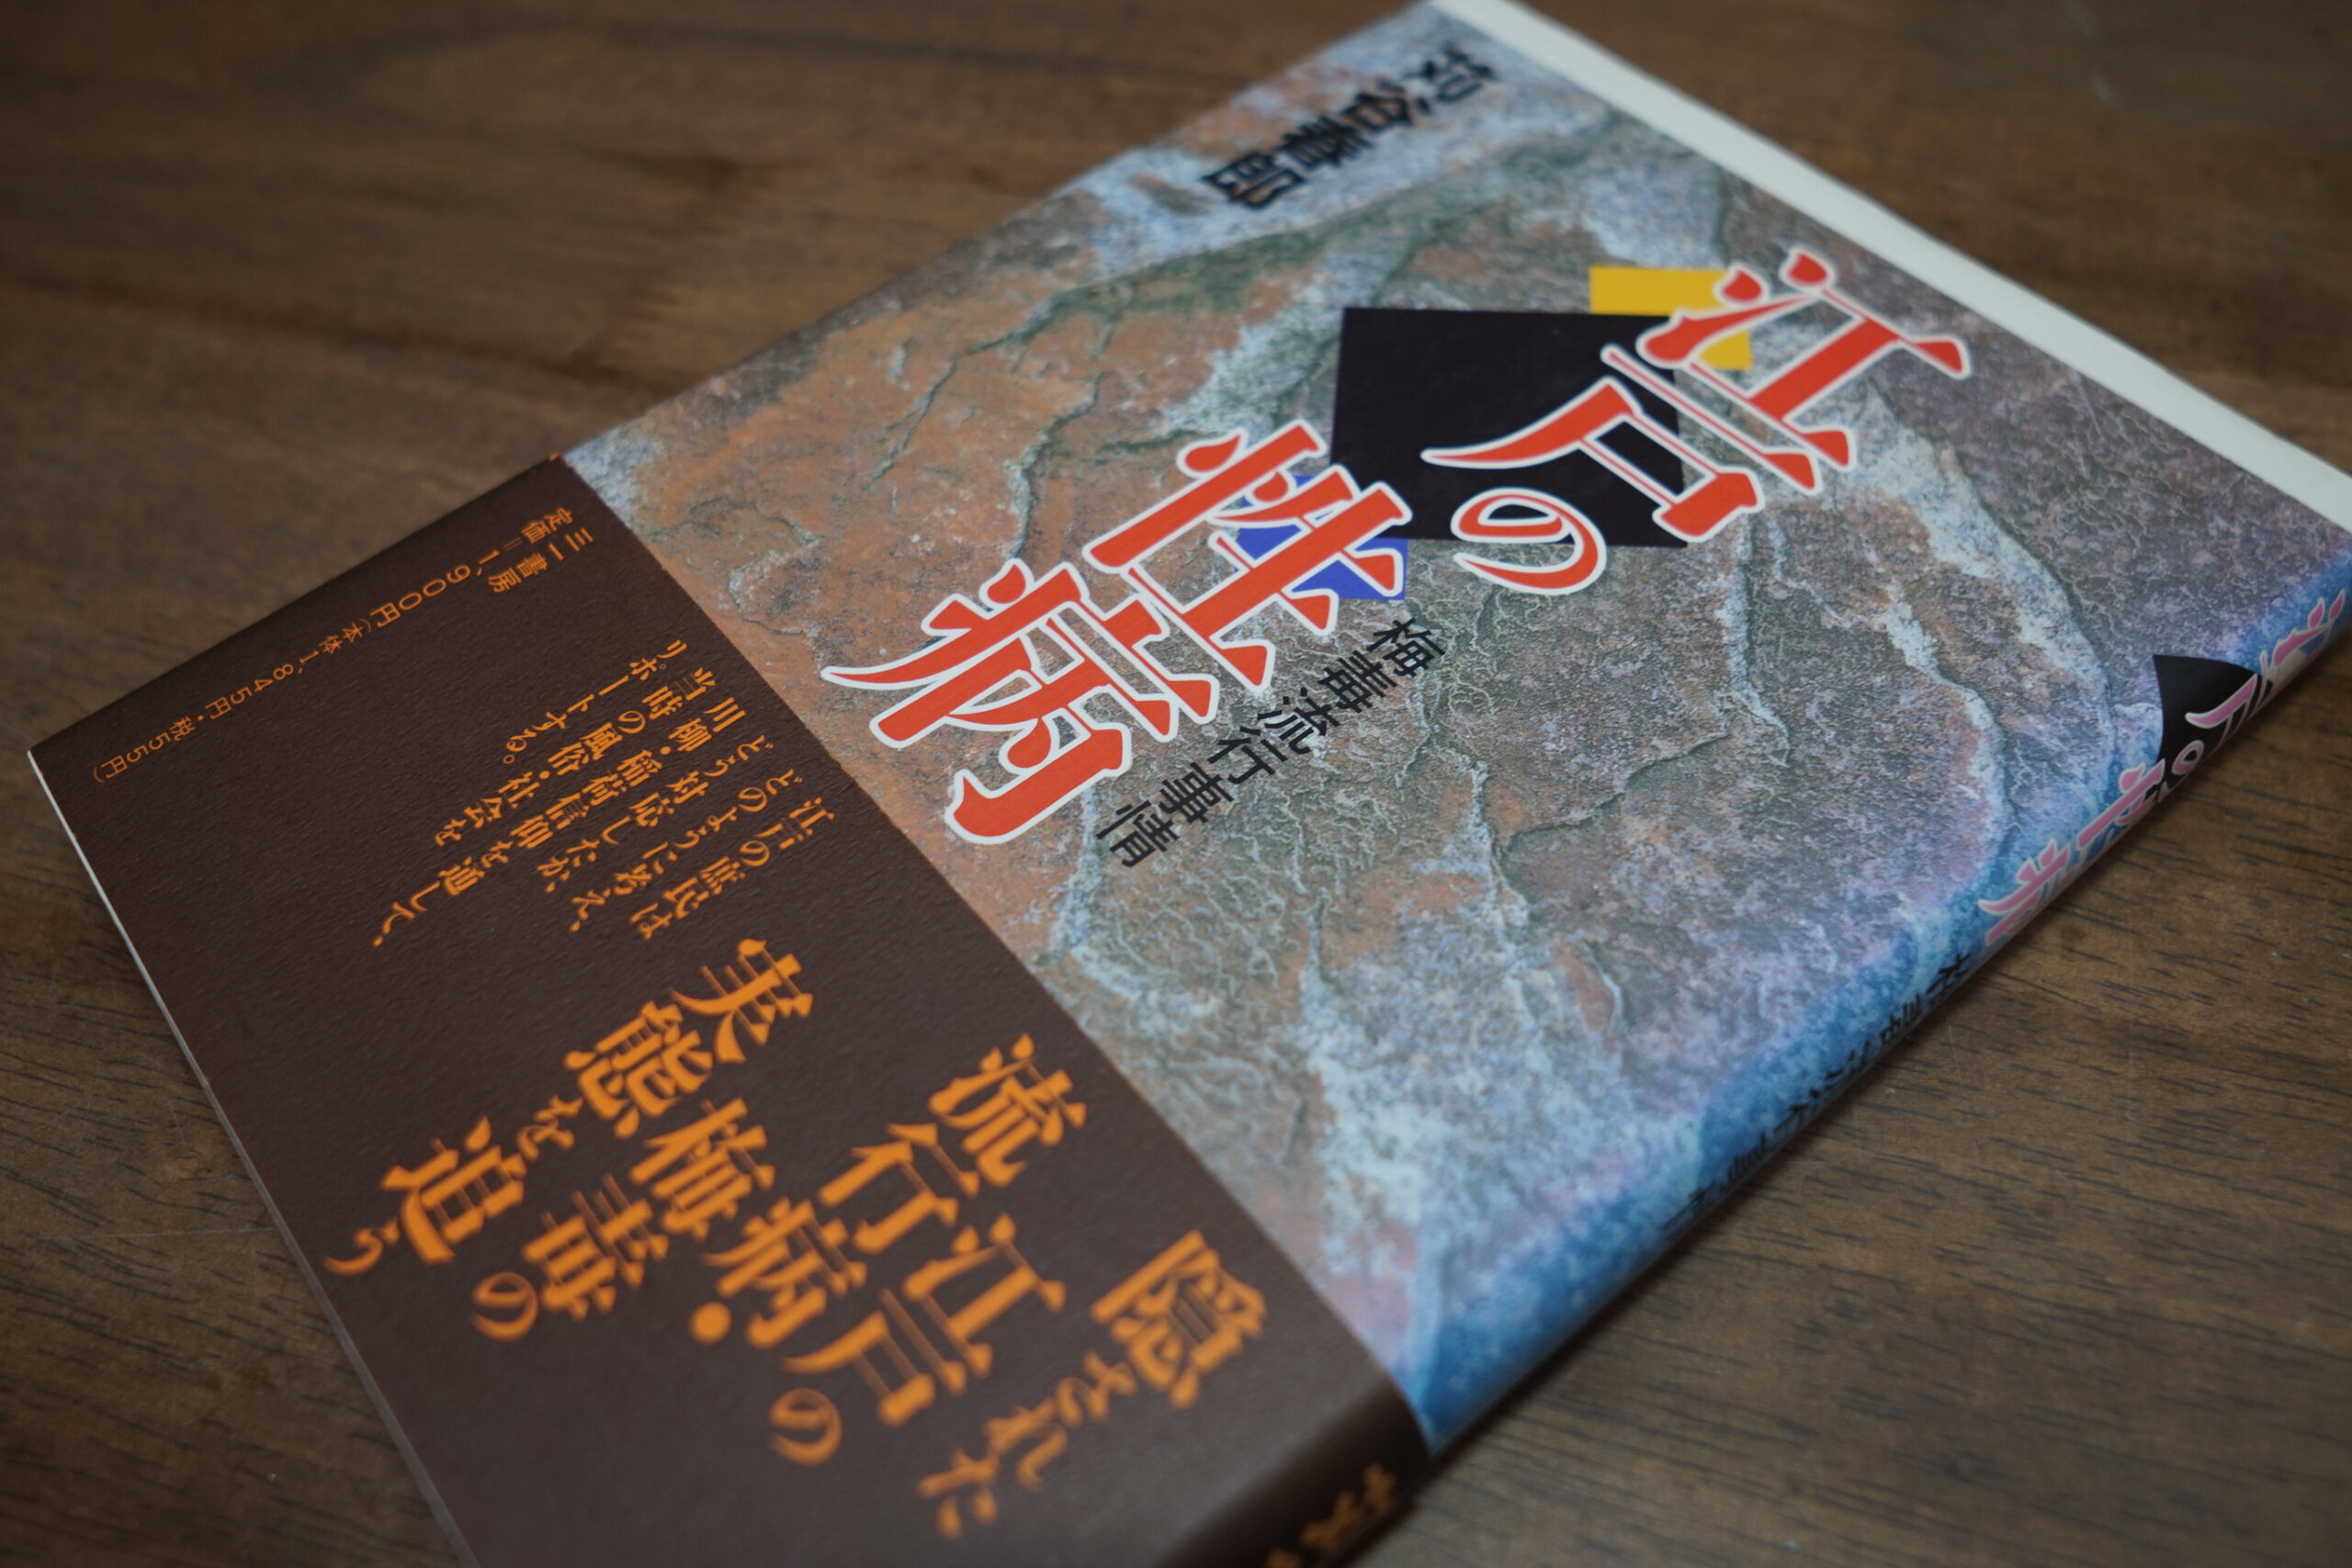 苅谷春郎
江戸の
性病
梅毒流行事情
隠された
江戸の
流行病・
梅毒の
実態を追う
江戸の庶民は
どのように考え、
どう対応したか、
川柳・稲荷信仰を通して、
当時の風俗・社会を
リポートする。
三一書房
定価=1,900円(本体1,845円・税55円)
江戸の性病